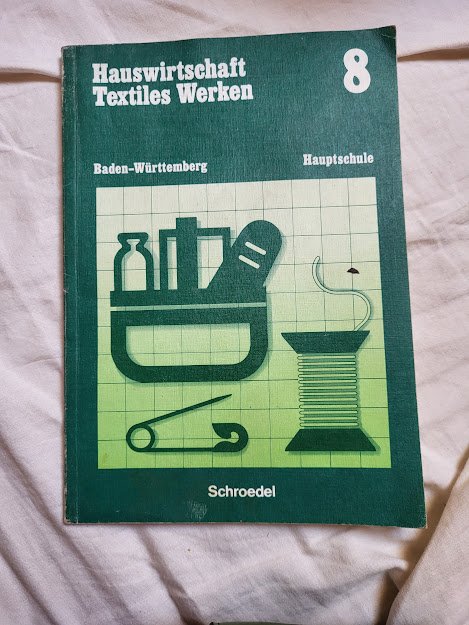 Hauswirtschaft
Textiles Werken
8
Baden-Württemberg
Hauptschule
Schroedel